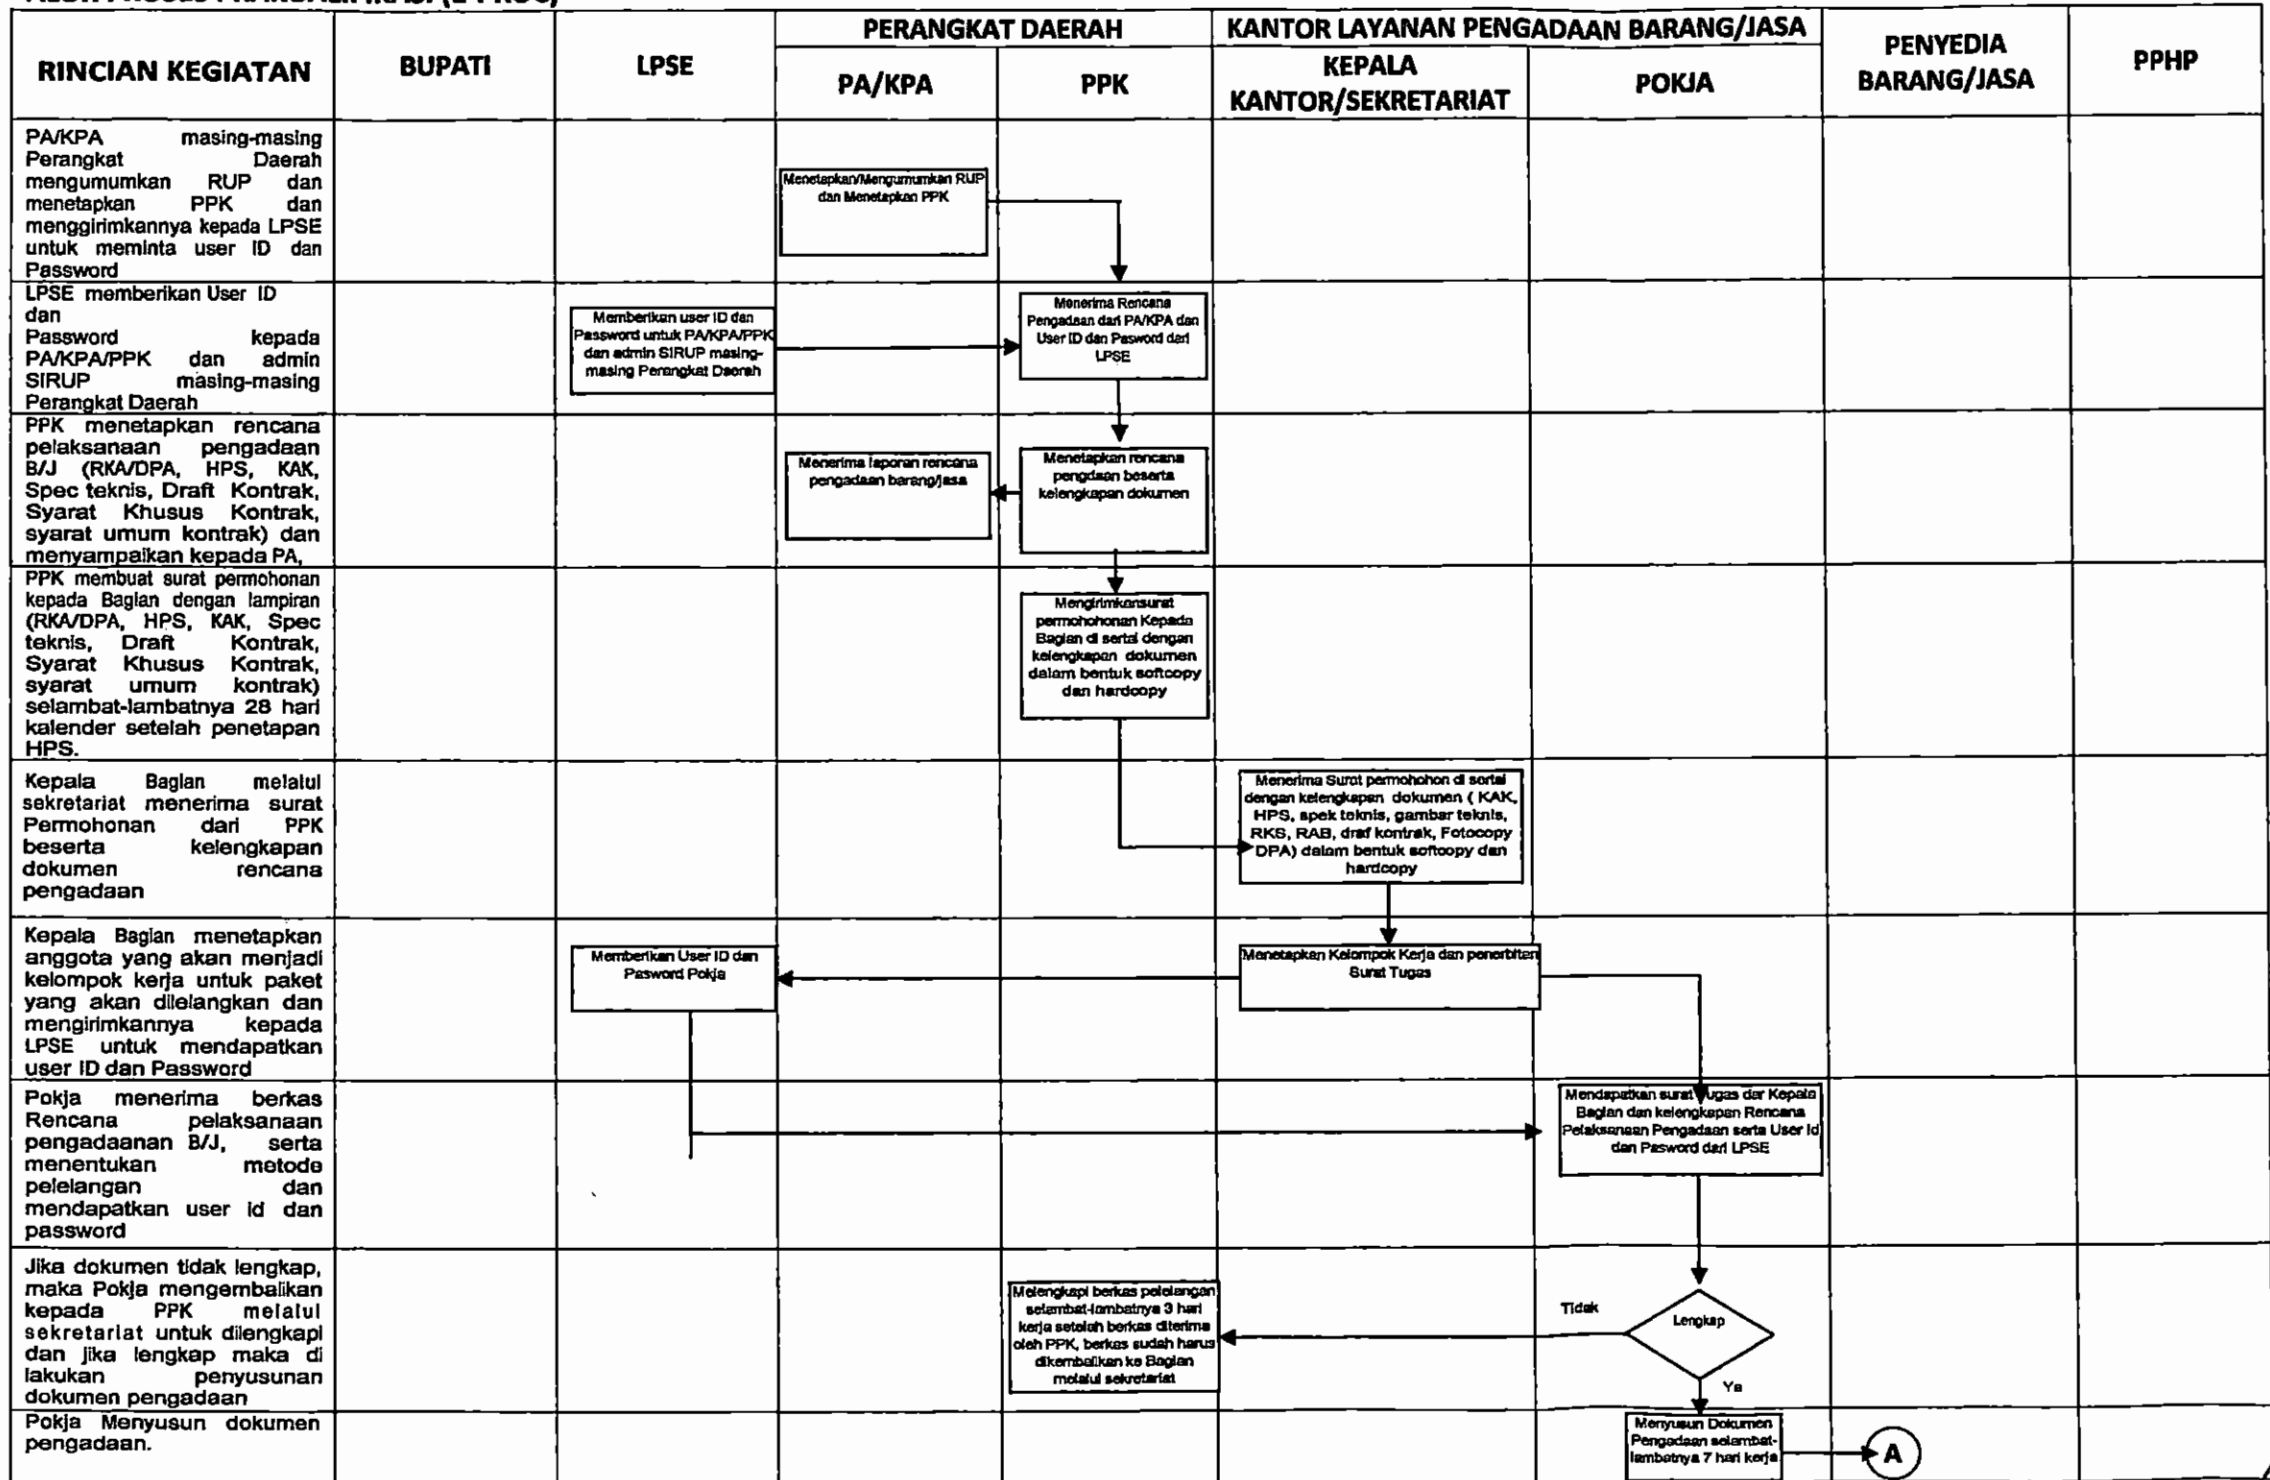 (E-PROC)
RINCIAN KEGIATAN
BUPATI
LPSE
PERANGKAT DAERAH
PA/KPA
PPK
KANTOR LAYANAN PENGADAAN BARANG/JASA
KEPALA
KANTOR/SEKRETARIAT
POKJA
PENYEDIA
BARANG/JASA
PPHP
PA/KPA masing-masing
Perangkat Daerah
mengumumkan RUP dan
menetapkan PPK dan
menggirimkannya kepada LPSE
untuk meminta user ID dan
Password
Menetapkan/Mengumumkan RUP
dan Menetapkan PPK
LPSE memberikan User ID
dan
Password kepada
PA/KPA/PPK dan admin
SIRUP masing-masing
Perangkat Daerah
Memberikan user ID dan
Password untuk PA/KPA/PPK
dan admin SIRUP masing-
masing Perangkat Daerah
Menerima Rencana
Pengadaan dari PA/KPA dan
User ID dan Pasword dari
LPSE
PPK menetapkan rencana
pelaksanaan pengadaan
B/J (RKA/DPA, HPS, KAK,
Spec teknis, Draft Kontrak,
Syarat Khusus Kontrak,
syarat umum kontrak) dan
menyampaikan kepada PA,
Menerima laporan rencana
pengadaan barang/jasa
Menetapkan rencana
pengdaan beserta
kelengkapan dokumen
PPK membuat surat permohonan
kepada Bagian dengan lampiran
(RKA/DPA, HPS, KAK, Spec
teknis, Draft Kontrak,
Syarat Khusus Kontrak,
syarat umum kontrak)
selambat-lambatnya 28 hari
kalender setelah penetapan
HPS.
Mengirimkansurat
permohohonan Kepada
Bagian di sertai dengan
kelengkapan dokumen
dalam bentuk softcopy
dan hardcopy
Kepala Bagian melalui
sekretariat menerima surat
Permohonan dari PPK
beserta kelengkapan
dokumen rencana
pengadaan
Menerima Surat permohohon di sertai
dengan kelengkapan dokumen ( KAK,
HPS, spek teknis, gambar teknis,
RKS, RAB, draf kontrak, Fotocopy
DPA) dalam bentuk softcopy dan
hardcopy
Kepala Bagian menetapkan
anggota yang akan menjadi
kelompok kerja untuk paket
yang akan dilelangkan dan
mengirimkannya kepada
LPSE untuk mendapatkan
user ID dan Password
Memberikan User ID dan
Pasword Pokja
Menetapkan Kelompok Kerja dan penerbitan
Surat Tugas
Pokja menerima berkas
Rencana pelaksanaan
pengadaanan B/J, serta
menentukan metode
pelelangan dan
mendapatkan user id dan
password
Mendapatkan surat Tugas dar Kepala
Bagian dan kelengkapan Rencana
Pelaksanaan Pengadaan serta User Id
dan Pasword dari LPSE
Jika dokumen tidak lengkap,
maka Pokja mengembalikan
kepada PPK melalui
sekretariat untuk dilengkapi
dan jika lengkap maka di
lakukan penyusunan
dokumen pengadaan
Melengkapi berkas pelelangan
selambat-lambatnya 3 hari
kerja setelah berkas diterima
oleh PPK, berkas sudah harus
dikembalikan ke Bagian
melalui sekretariat
Tidak
Lengkap
Ya
Pokja Menyusun dokumen
pengadaan.
Menyusun Dokumen
Pengadaan selambat-
lambatnya 7 hari kerja
A